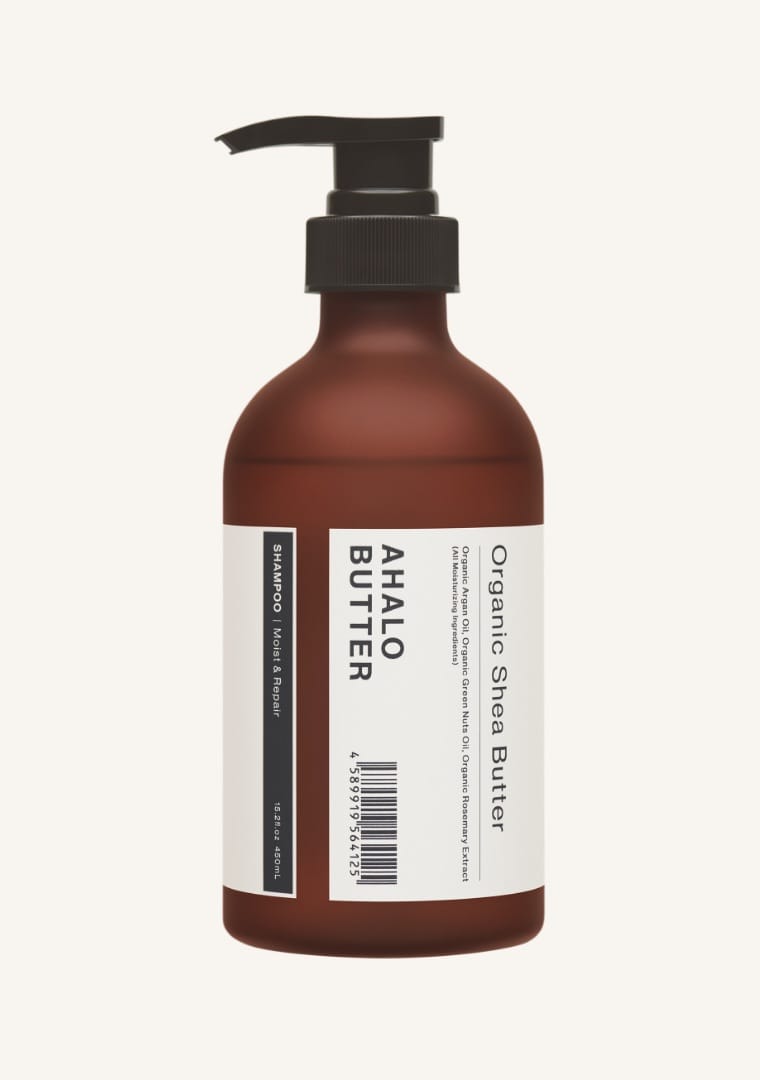 Organic Shea Butter
Organic Argan Oil, Organic Green Nuts Oil, Organic Rosemary Extract
(All Moisturizing Ingredients)
AHALO
BUTTER
4 589919 564125
SHAMPOO | Moist & Repair
15.2fl.oz 450mL